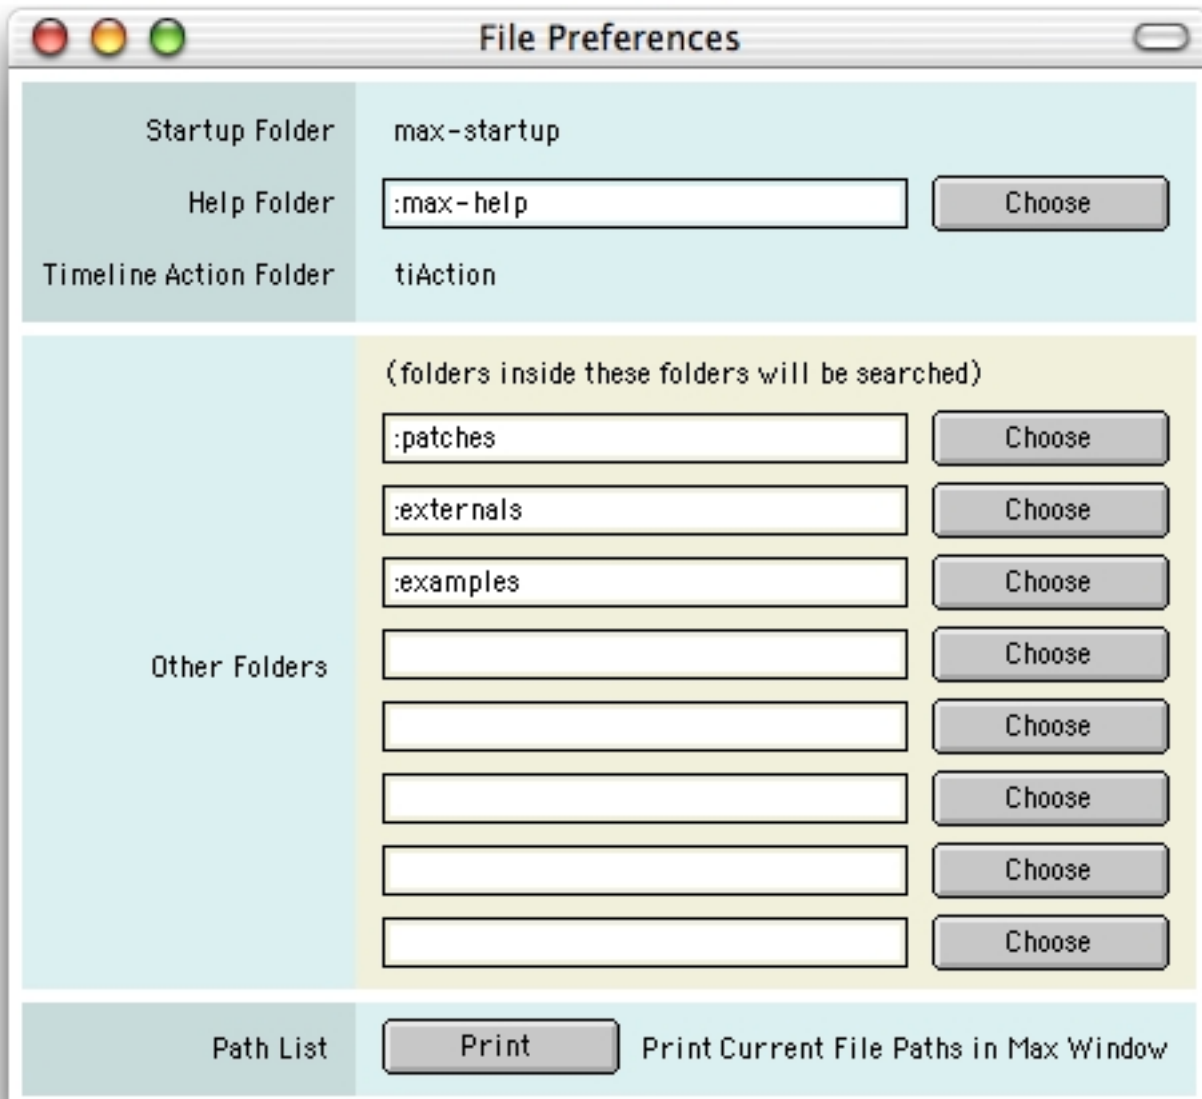 File Preferences
Startup Folder max-startup
Help Folder :max-help Choose
Timeline Action Folder tiAction
(folders inside these folders will be searched)
:patches Choose
:externals Choose
:examples Choose
Choose
Other Folders
Choose
Choose
Choose
Choose
Path List Print Print Current File Paths in Max Window